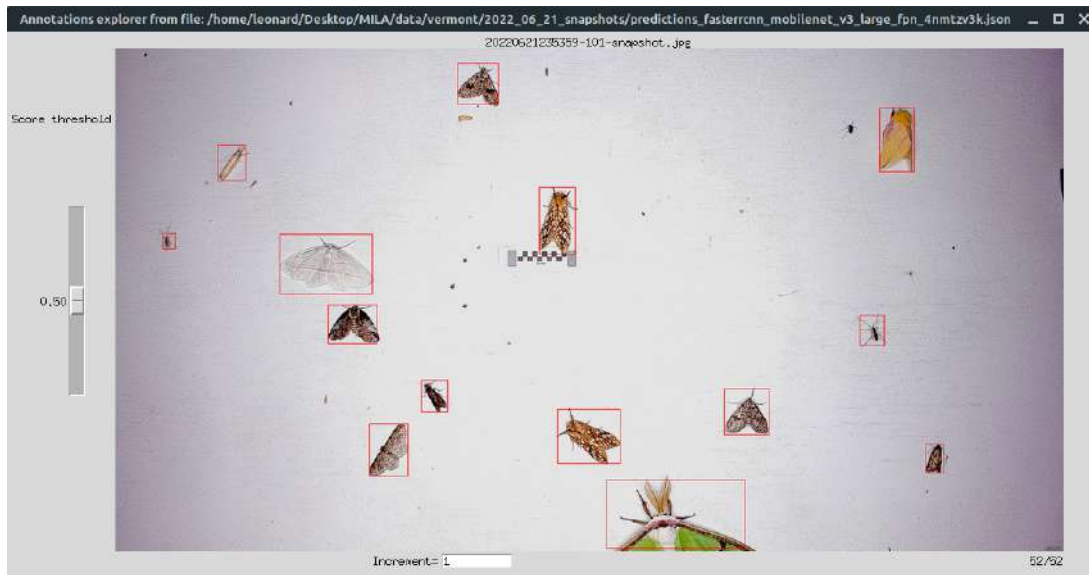 Annotations explorer from file: /home/leonard/Desktop/MILA/data/vermont/2022_06_21_snapshots/predictions_fasterrcnn_mobilenet_v3_large_fpn_4nmtzv3k.json
20220621235959-101-snapshot.jpg
Score threshold
0.50
Increment= 1
52/52